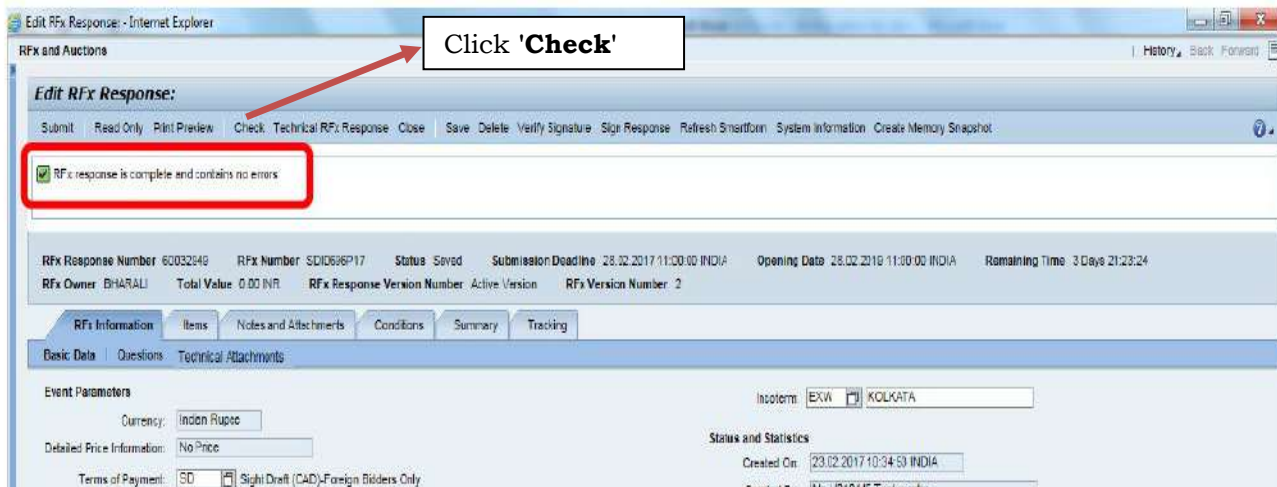 Edit RFx Response: - Internet Explorer
Click 'Check'
RFx and Auctions
History Back Forward
Edit RFx Response:
Submit Read Only Print Preview Check Technical RFx Response Close Save Delete Verify Signature Sign Response Refresh Smartform System Information Create Memory Snapshot
RFx response is complete and contains no errors
RFx Response Number 60032949 RFx Number SDI0696P17 Status Saved Submission Deadline 28.02.2017 11:00:00 INDIA Opening Date 28.02.2019 11:00:00 INDIA Remaining Time 3 Days 21:23:24
RFx Owner BHARALI Total Value 0.00 INR RFx Response Version Number Active Version RFx Version Number 2
RFx Information Items Notes and Attachments Conditions Summary Tracking
Basic Data Questions Technical Attachments
Event Parameters
Incoterm: EXW KOLKATA
Currency: Indian Rupee
Status and Statistics
Detailed Price Information: No Price
Created On: 23.02.2017 10:34:53 INDIA
Terms of Payment: SD Sight Draft (CAD)-Foreign Bidders Only